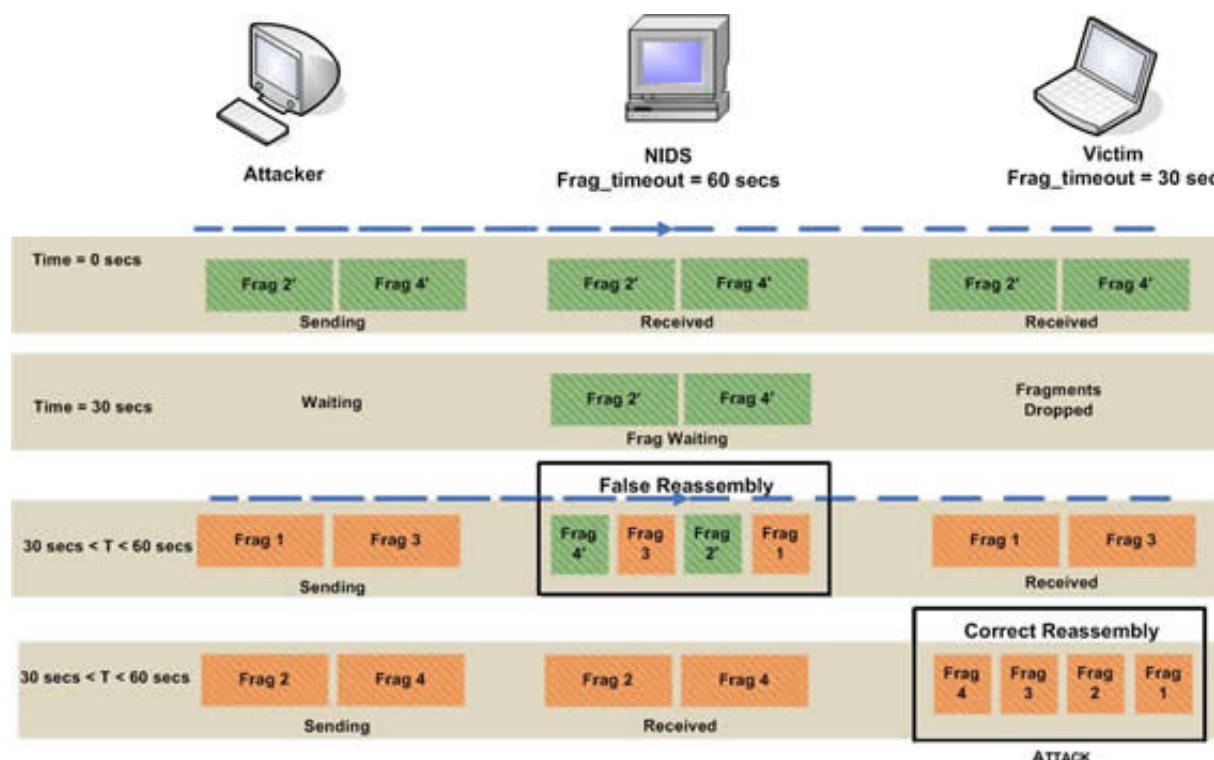 Attacker
NIDS
Frag_timeout = 60 secs
Victim
Frag_timeout = 30 sec
Time = 0 secs
Frag 2' Frag 4'
Sending
Frag 2' Frag 4'
Received
Frag 2' Frag 4'
Received
Time = 30 secs
Waiting
Frag 2' Frag 4'
Frag Waiting
Fragments
Dropped
30 secs < T < 60 secs
Frag 1 Frag 3
Sending
False Reassembly
Frag 4' Frag 3 Frag 2' Frag 1
Frag 1 Frag 3
Received
30 secs < T < 60 secs
Frag 2 Frag 4
Sending
Frag 2 Frag 4
Received
Correct Reassembly
Frag 4 Frag 3 Frag 2 Frag 1
ATTACK